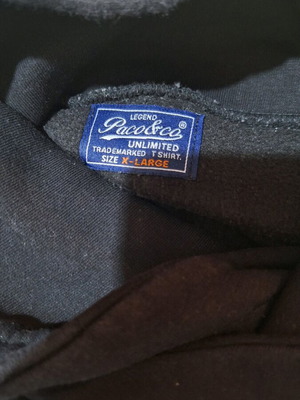 LEGEND
Paco&co®
UNLIMITED
TRADEMARKED T SHIRT.
SIZE X-LARGE